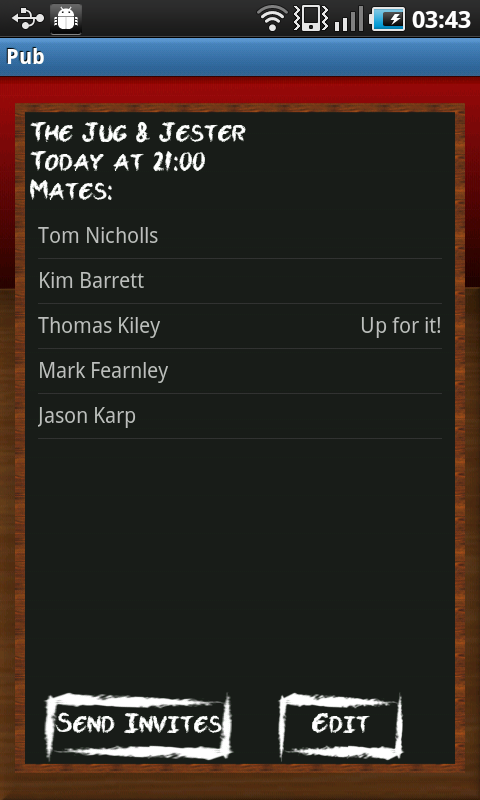 03:43
Pub
The Jug & Jester
Today at 21:00
Mates:
Tom Nicholls
Kim Barrett
Thomas Kiley Up for it!
Mark Fearnley
Jason Karp
Send Invites Edit